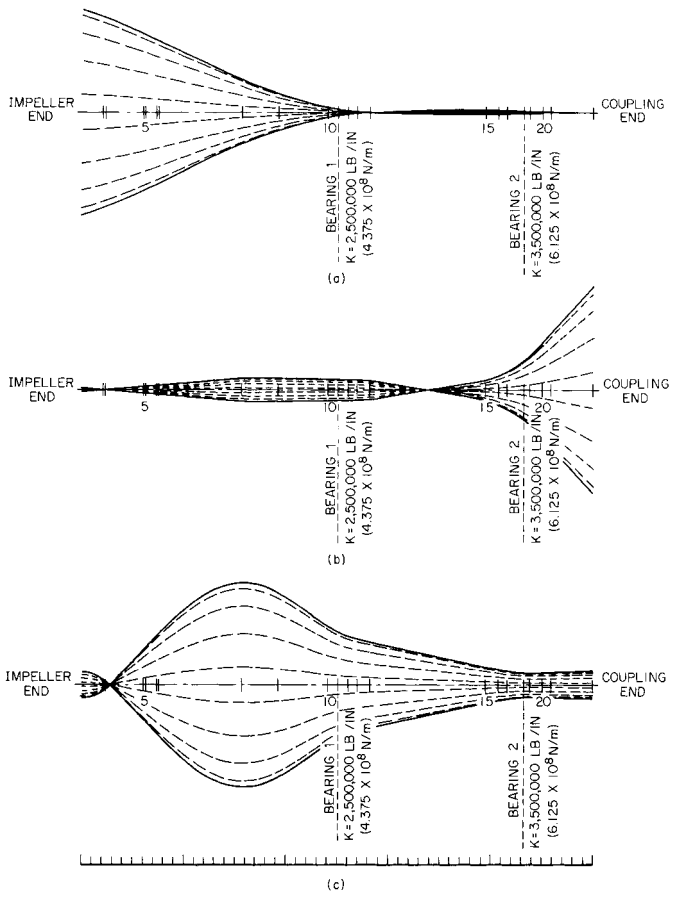 IMPELLER
END
5
10
15
20
COUPLING
END
BEARING 1
K=2,500,000 LB/IN
(4.375 X 10⁸ N/m)
BEARING 2
K=3,500,000 LB/IN
(6.125 X 10⁸ N/m)
(a)
IMPELLER
END
5
10
15
20
COUPLING
END
BEARING 1
K=2,500,000 LB/IN
(4.375 X 10⁸ N/m)
BEARING 2
K=3,500,000 LB/IN
(6.125 X 10⁸ N/m)
(b)
IMPELLER
END
5
10
15
20
COUPLING
END
BEARING 1
K=2,500,000 LB/IN
(4.375 X 10⁸ N/m)
BEARING 2
K=3,500,000 LB/IN
(6.125 X 10⁸ N/m)
(c)